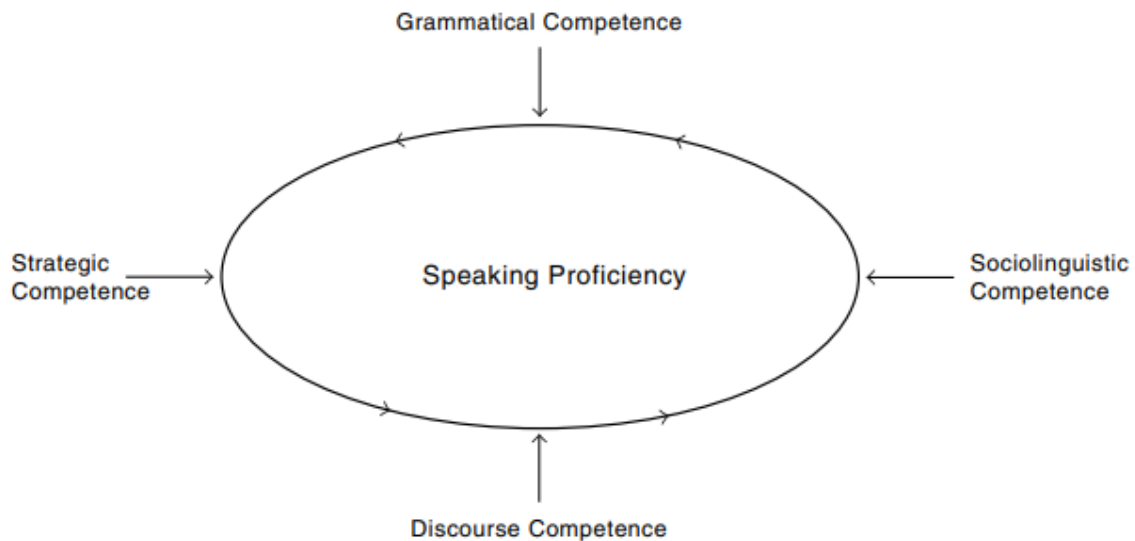 Grammatical Competence
Strategic
Competence
Speaking Proficiency
Sociolinguistic
Competence
Discourse Competence